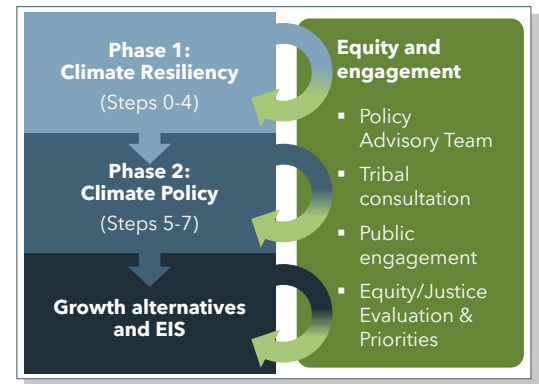 Phase 1:
Climate Resiliency
(Steps 0-4)
Phase 2:
Climate Policy
(Steps 5-7)
Growth alternatives
and EIS
Equity and
engagement
▪ Policy
Advisory Team
▪ Tribal
consultation
▪ Public
engagement
▪ Equity/Justice
Evaluation &
Priorities